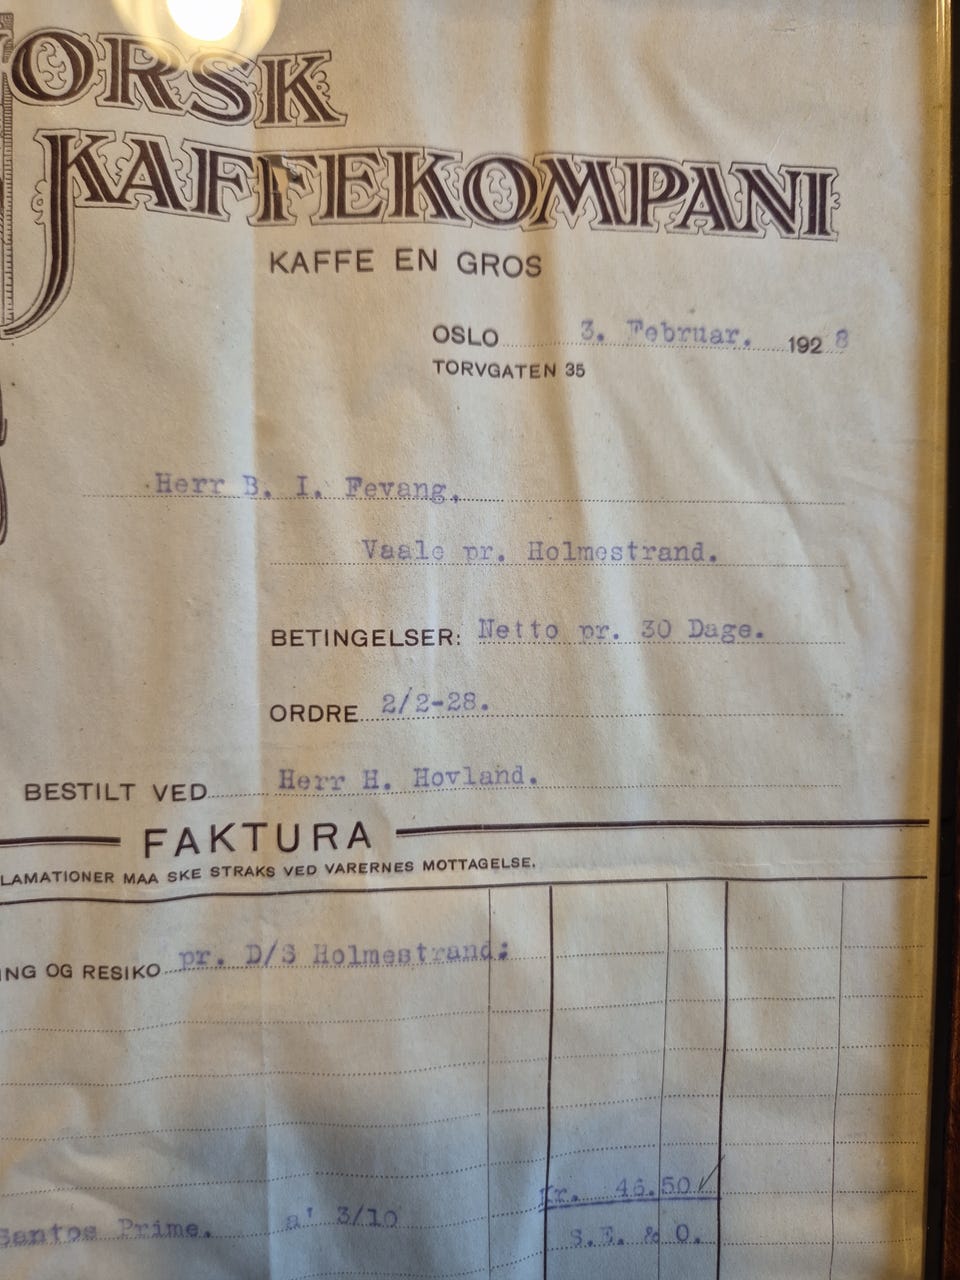 NORSK
KAFFEKOMPANI
KAFFE EN GROS
OSLO 3. Februar. 1928
TORVGATEN 35
Herr B. I. Fevang,
Vaale pr. Holmestrand.
BETINGELSER: Netto pr. 30 Dage.
ORDRE 2/2-28.
BESTILT VED Herr H. Hovland.
FAKTURA
LAMATIONER MAA SKE STRAKS VED VARERNES MOTTAGELSE.
ING OG RESIKO pr. D/S Holmestrand:
Kr. 46.50
Santos Prime. a' 3/10
S.E. & O.